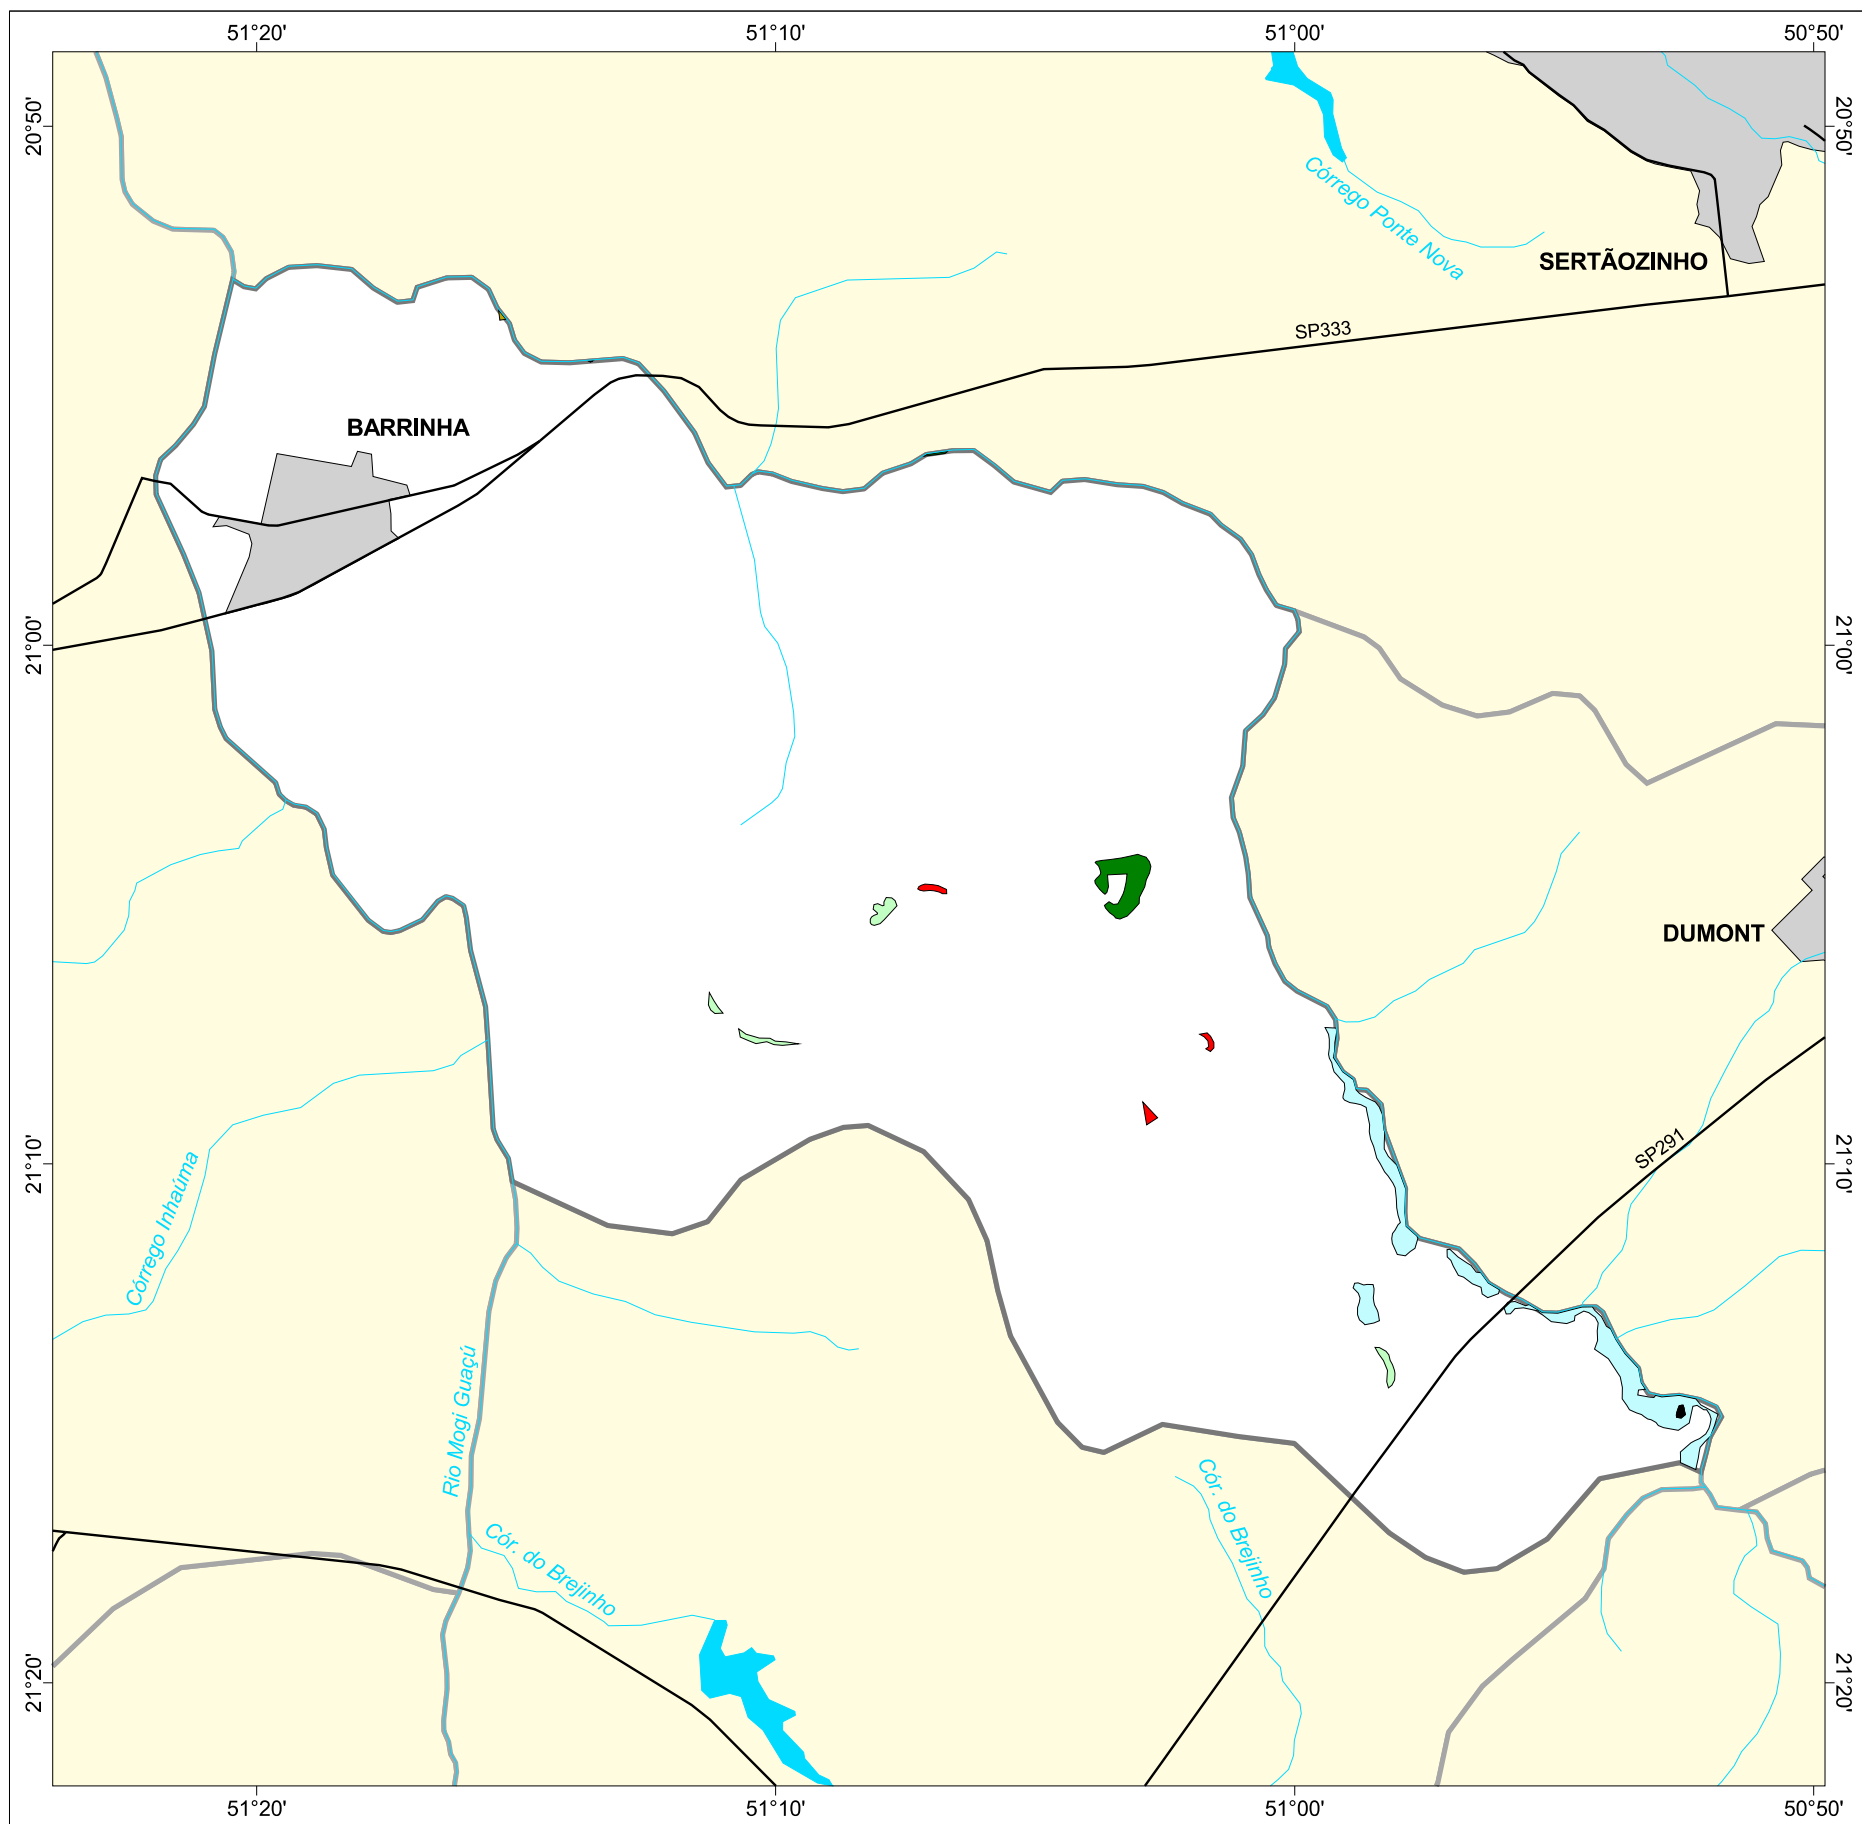 51°20'
51°10'
51°00'
50°50'
20°50'
20°50'
Córrego Ponte Nova
SERTÃOZINHO
SP333
BARRINHA
21°00'
21°00'
DUMONT
SP291
21°10'
21°10'
Córrego Inhaúma
Rio Mogi Guaçú
Cór. do Brejinho
Cór. do Brejinho
21°20'
21°20'
51°20'
51°10'
51°00'
50°50'